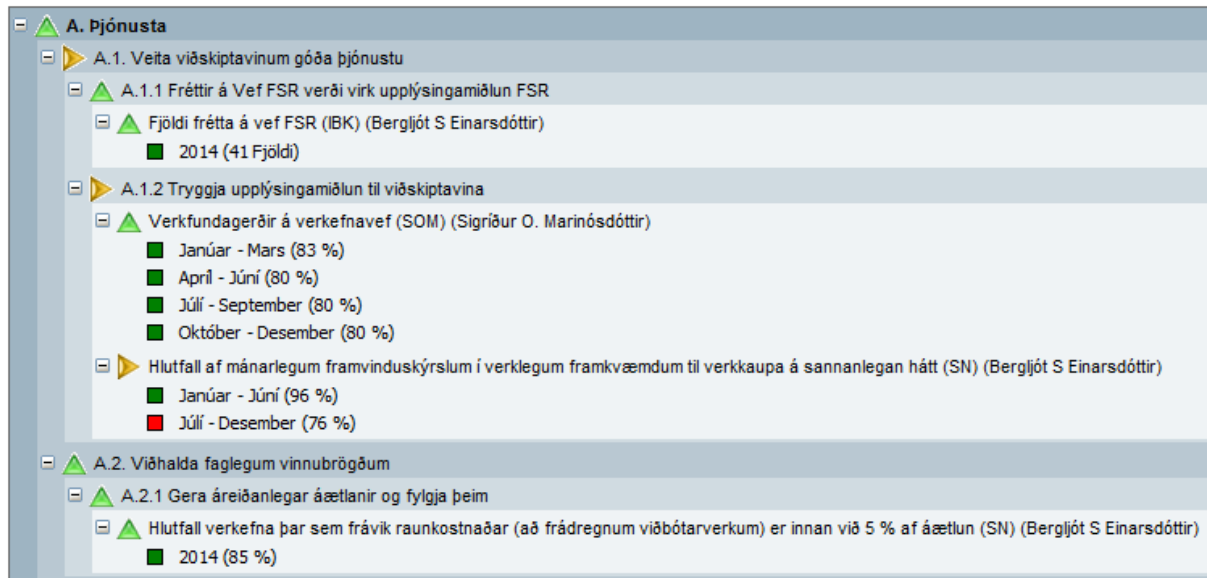 A. Þjónusta
A.1. Veita viðskiptavinum góða þjónustu
A.1.1 Fréttir á Vef FSR verði virk upplýsingamiðlun FSR
Fjöldi frétta á vef FSR (IBK) (Bergljót S Einarsdóttir)
2014 (41 Fjöldi)
A.1.2 Tryggja upplýsingamiðlun til viðskiptavina
Verkfundagerðir á verkefnavef (SOM) (Sigríður O. Marinósdóttir)
Janúar - Mars (83 %)
Apríl - Júní (80 %)
Júlí - September (80 %)
Október - Desember (80 %)
Hlutfall af mánarlegum framvinduskýrslum í verklegum framkvæmdum til verkkaupa á sannanlegan hátt (SN) (Bergljót S Einarsdóttir)
Janúar - Júní (96 %)
Júlí - Desember (76 %)
A.2. Viðhalda faglegum vinnubrögðum
A.2.1 Gera áreiðanlegar áætlanir og fylgja þeim
Hlutfall verkefna þar sem frávik raunkostnaðar (að frádregnum viðbótarverkum) er innan við 5 % af áætlun (SN) (Bergljót S Einarsdóttir)
2014 (85 %)